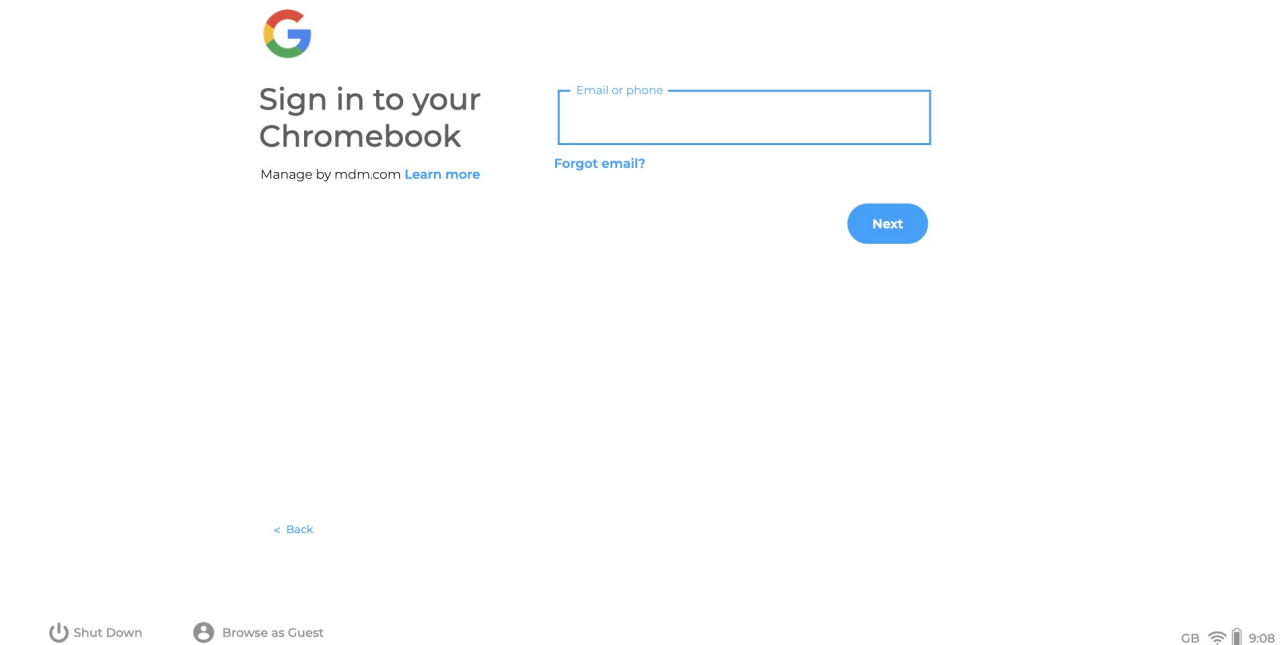 Sign in to your
Chromebook
Manage by mdm.com Learn more
Email or phone
Forgot email?
Next
< Back
Shut Down
Browse as Guest
GB
9:08